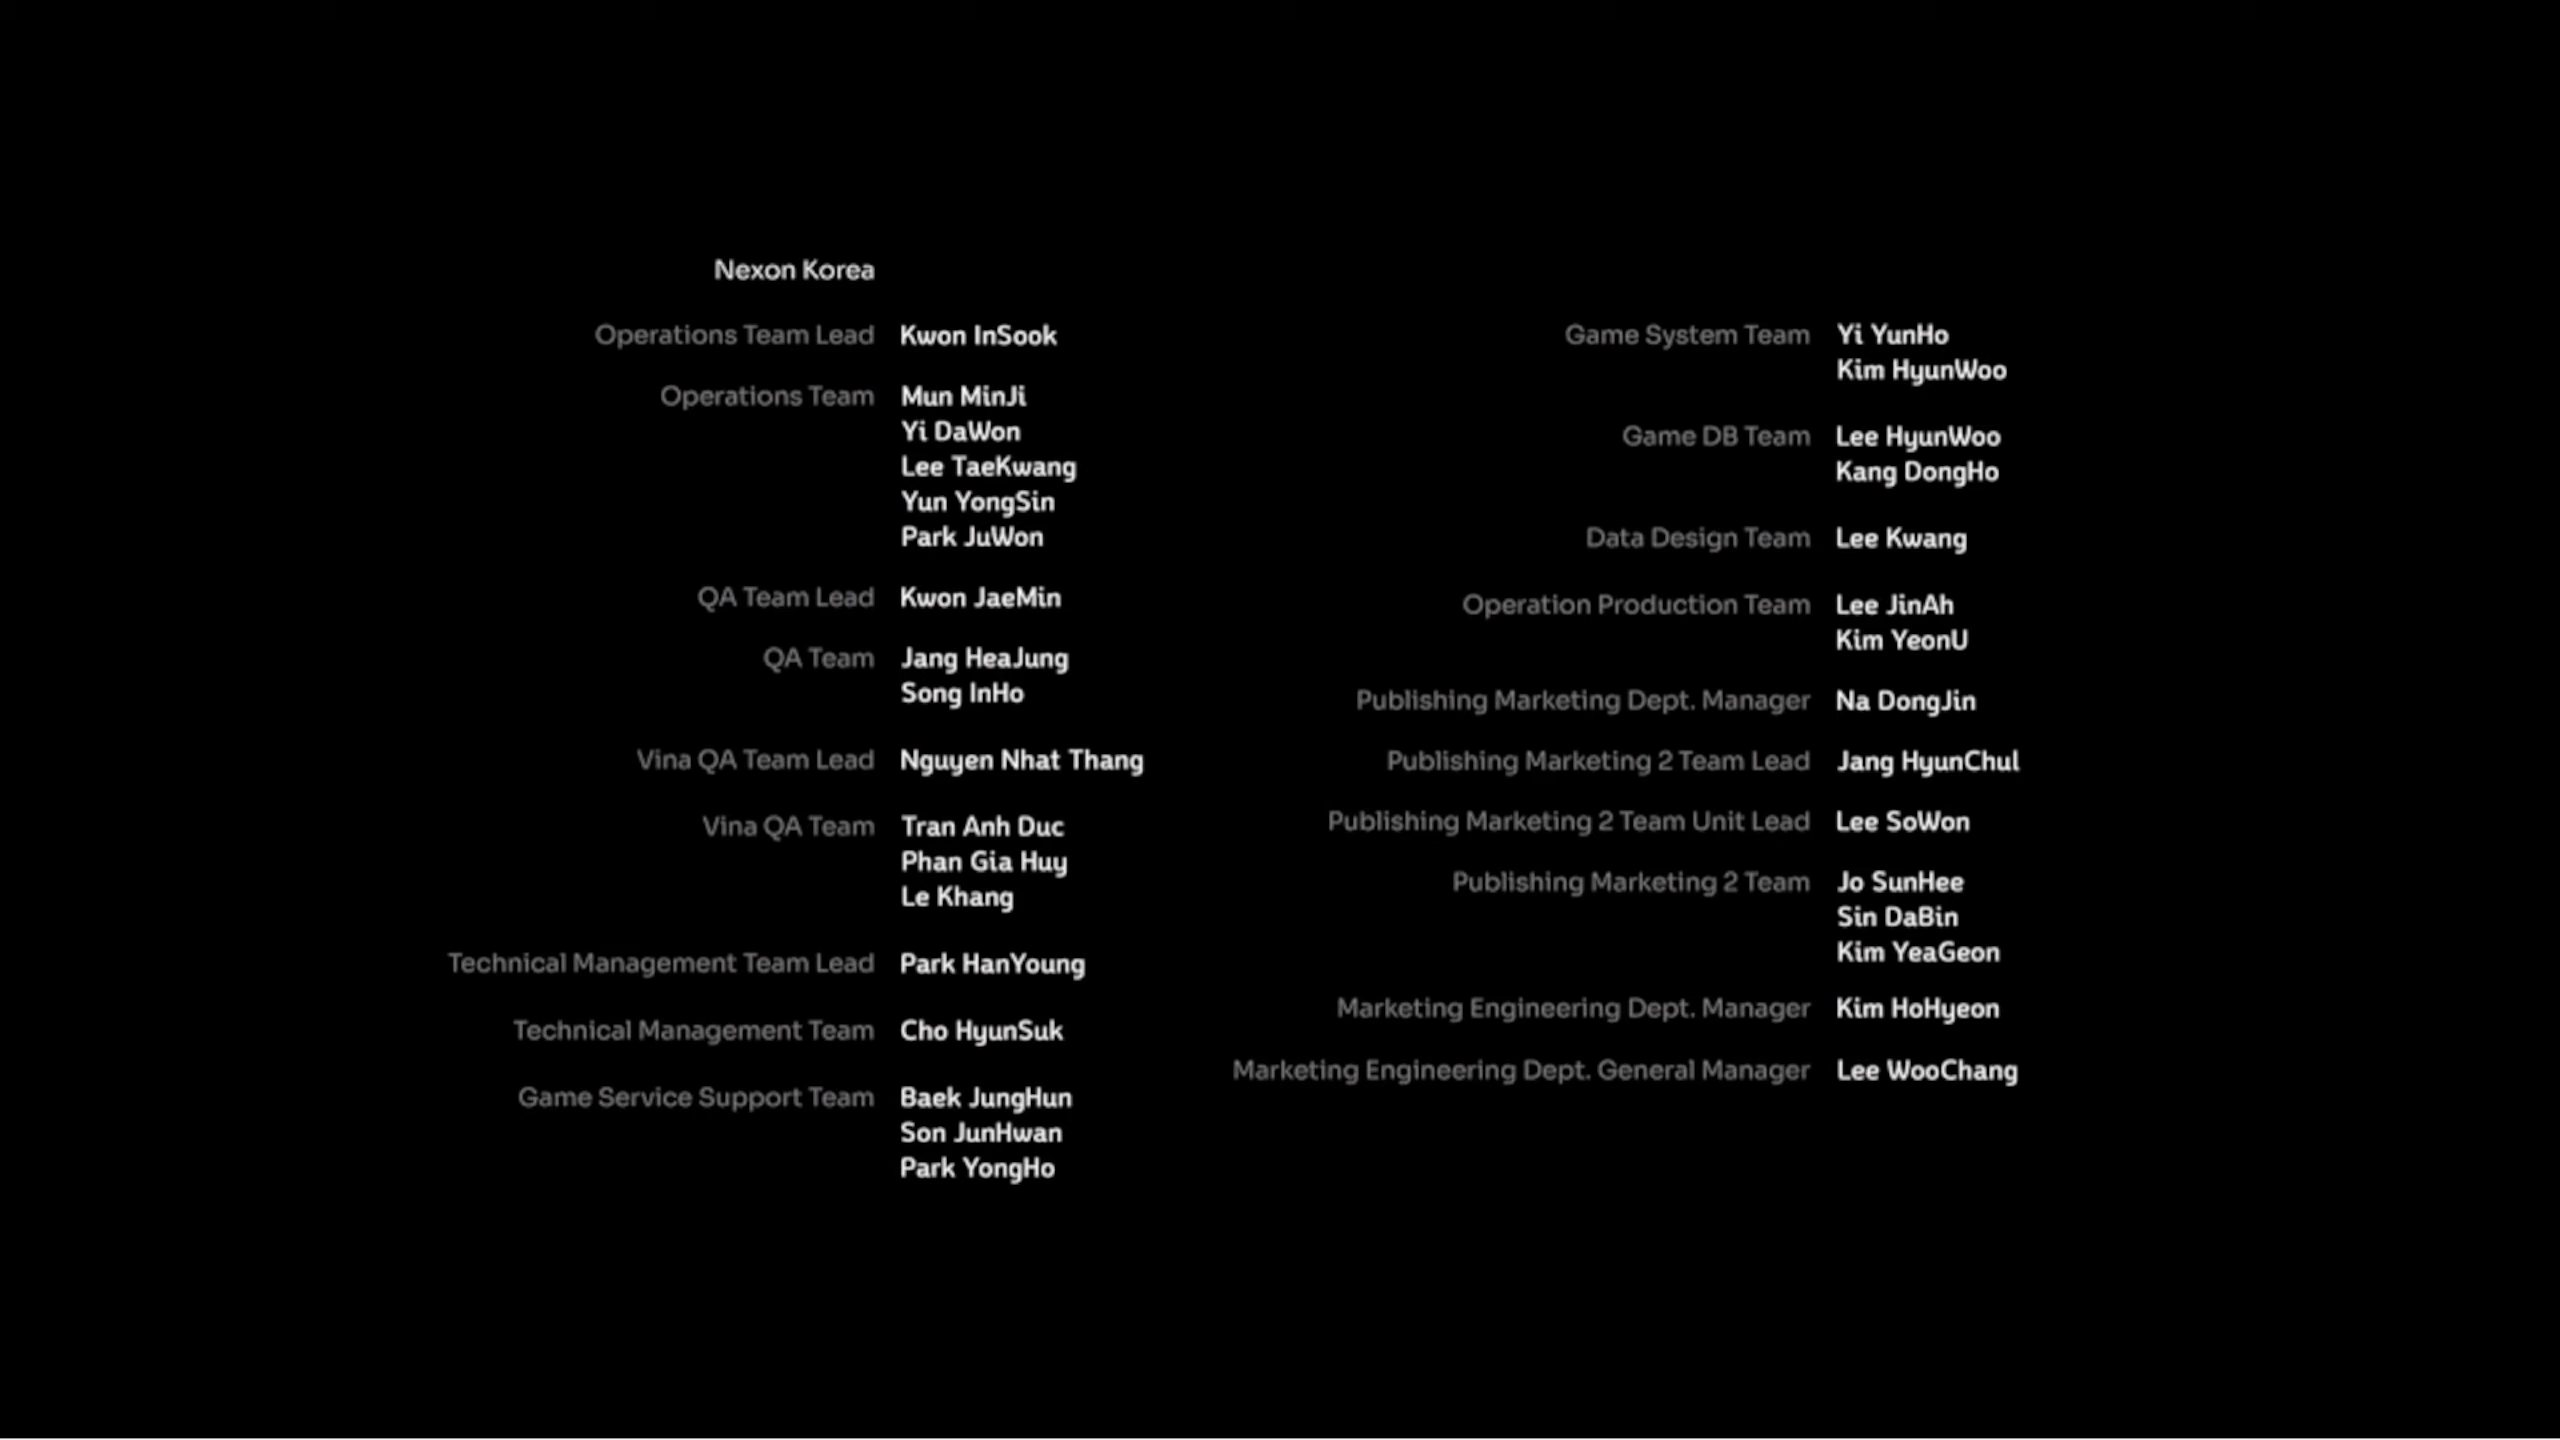 Nexon Korea
Operations Team Lead Kwon InSook
Operations Team Mun MinJi
Yi DaWon
Lee TaeKwang
Yun YongSin
Park JuWon
QA Team Lead Kwon JaeMin
QA Team Jang HeaJung
Song InHo
Vina QA Team Lead Nguyen Nhat Thang
Vina QA Team Tran Anh Duc
Phan Gia Huy
Le Khang
Technical Management Team Lead Park HanYoung
Technical Management Team Cho HyunSuk
Game Service Support Team Baek JungHun
Son JunHwan
Park YongHo
Game System Team Yi YunHo
Kim HyunWoo
Game DB Team Lee HyunWoo
Kang DongHo
Data Design Team Lee Kwang
Operation Production Team Lee JinAh
Kim YeonU
Publishing Marketing Dept. Manager Na DongJin
Publishing Marketing 2 Team Lead Jang HyunChul
Publishing Marketing 2 Team Unit Lead Lee SoWon
Publishing Marketing 2 Team Jo SunHee
Sin DaBin
Kim YeaGeon
Marketing Engineering Dept. Manager Kim HoHyeon
Marketing Engineering Dept. General Manager Lee WooChang